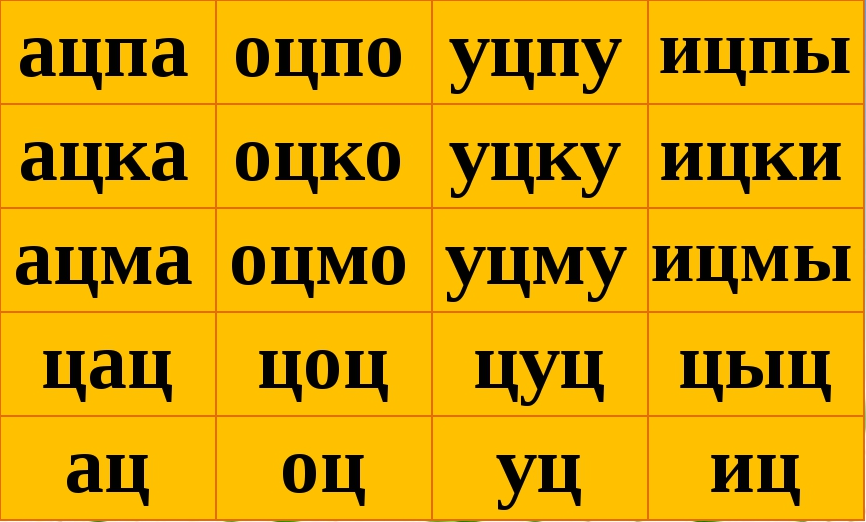 ацпа оцпо уцпу ицпы
ацка оцко уцку ицки
ацма оцмо уцму ицмы
цац цоц цуц цыц
ац оц уц иц